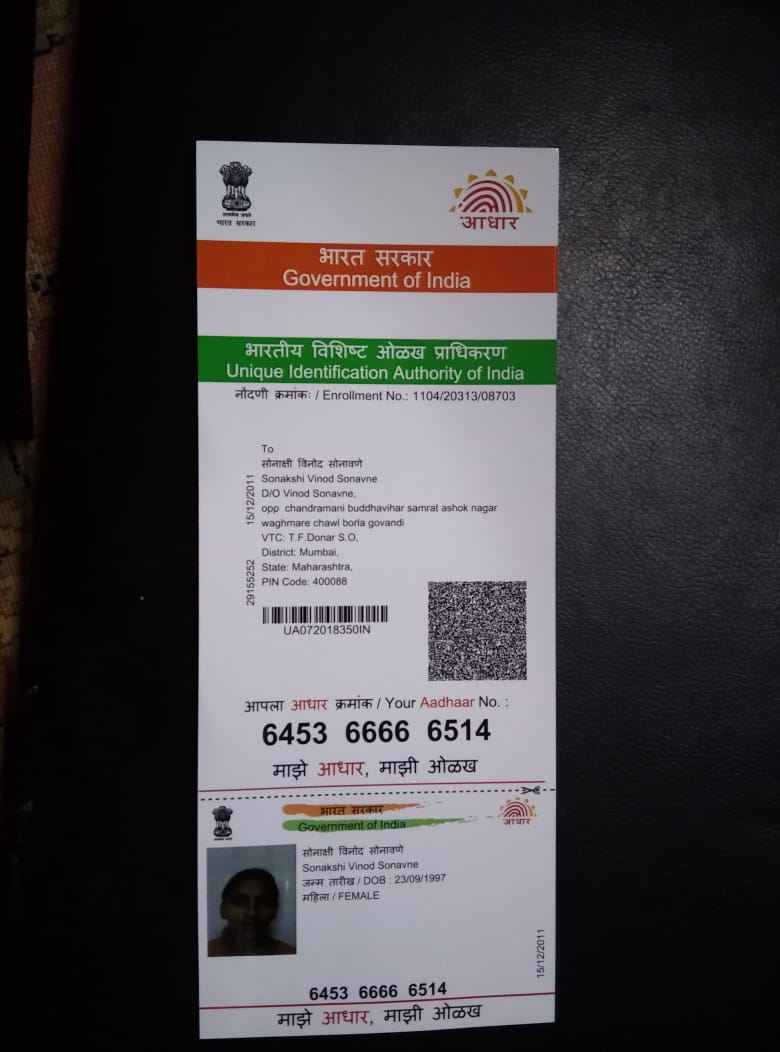 सत्यमेव जयते
भारत सरकार
आधार
भारत सरकार
Government of India
भारतीय विशिष्ट ओळख प्राधिकरण
Unique Identification Authority of India
नोंदणी क्रमांकः / Enrollment No.: 1104/20313/08703
To
सोनाक्षी विनोद सोनावणे
Sonakshi Vinod Sonavne
D/O Vinod Sonavne,
opp chandramani buddhavihar samrat ashok nagar
waghmare chawl borla govandi
VTC: T.F.Donar S.O,
District: Mumbai,
State: Maharashtra,
PIN Code: 400088
29155252 15/12/2011
UA072018350IN
आपला आधार क्रमांक / Your Aadhaar No. :
6453 6666 6514
माझे आधार, माझी ओळख
भारत सरकार
Government of India
आधार
सोनाक्षी विनोद सोनावणे
Sonakshi Vinod Sonavne
जन्म तारीख / DOB : 23/09/1997
महिला / FEMALE
15/12/2011
6453 6666 6514
माझे आधार, माझी ओळख